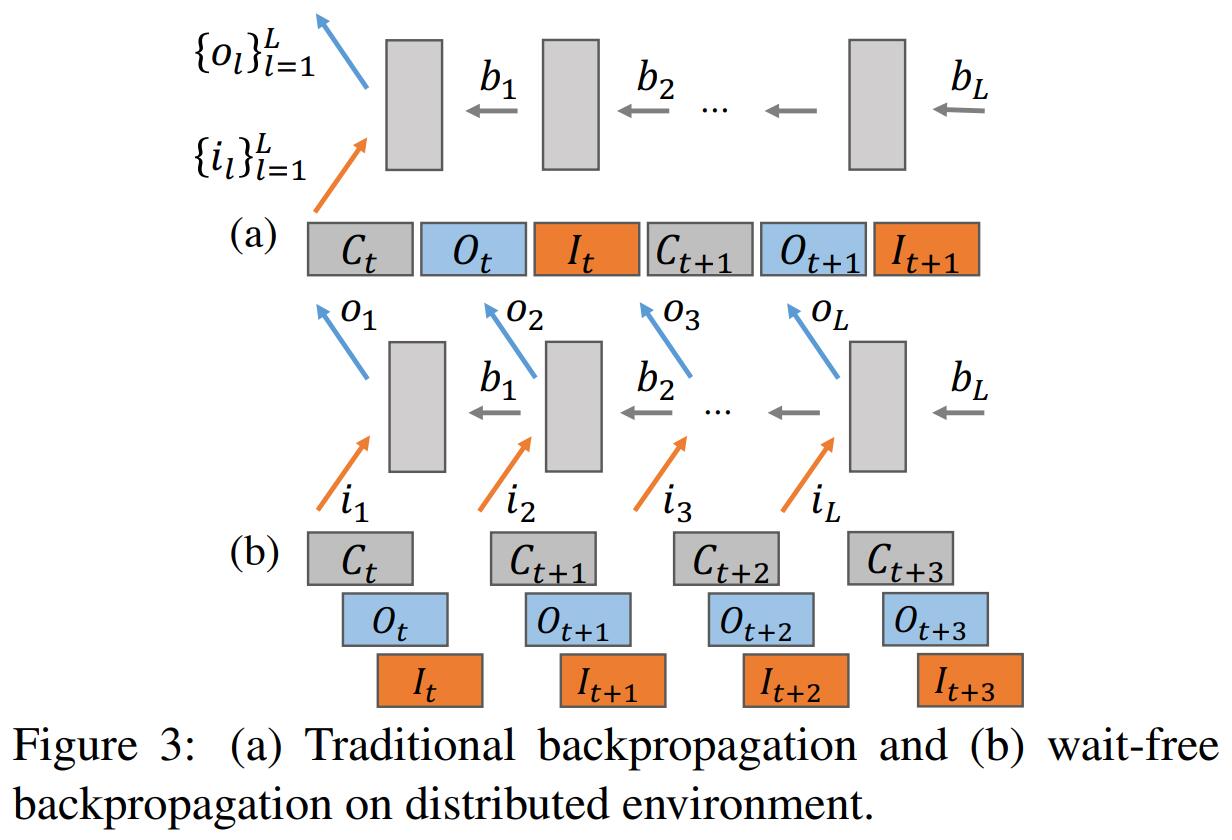 {o_l}_{l=1}^L
b_1 b_2 ... b_L
{i_l}_{l=1}^L
(a) C_t O_t I_t C_{t+1} O_{t+1} I_{t+1}
o_1 o_2 o_3 o_L
b_1 b_2 ... b_L
i_1 i_2 i_3 i_L
(b) C_t C_{t+1} C_{t+2} C_{t+3}
O_t O_{t+1} O_{t+2} O_{t+3}
I_t I_{t+1} I_{t+2} I_{t+3}
Figure 3: (a) Traditional backpropagation and (b) wait-free
backpropagation on distributed environment.